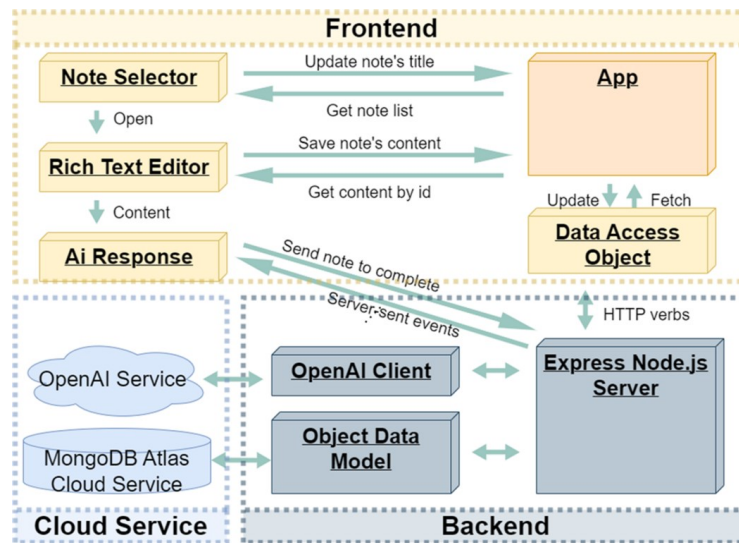 Frontend
Note Selector
Update note's title
App
Get note list
Open
Save note's content
Rich Text Editor
Get content by id
Update
Fetch
Content
Data Access
Object
Ai Response
Send note to complete
Server-sent events
HTTP verbs
OpenAI Service
OpenAI Client
Express Node.js
Server
MongoDB Atlas
Cloud Service
Object Data
Model
Cloud Service
Backend